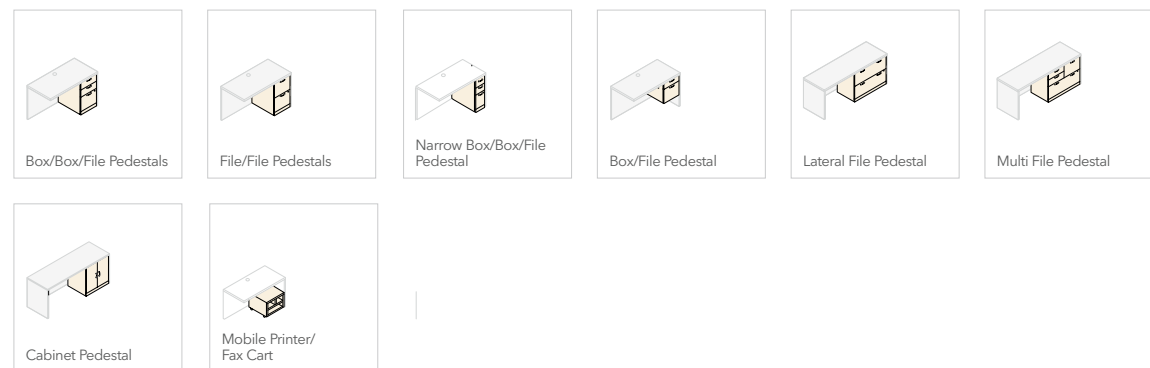 Box/Box/File Pedestals
File/File Pedestals
Narrow Box/Box/File
Pedestal
Box/File Pedestal
Lateral File Pedestal
Multi File Pedestal
Cabinet Pedestal
Mobile Printer/
Fax Cart